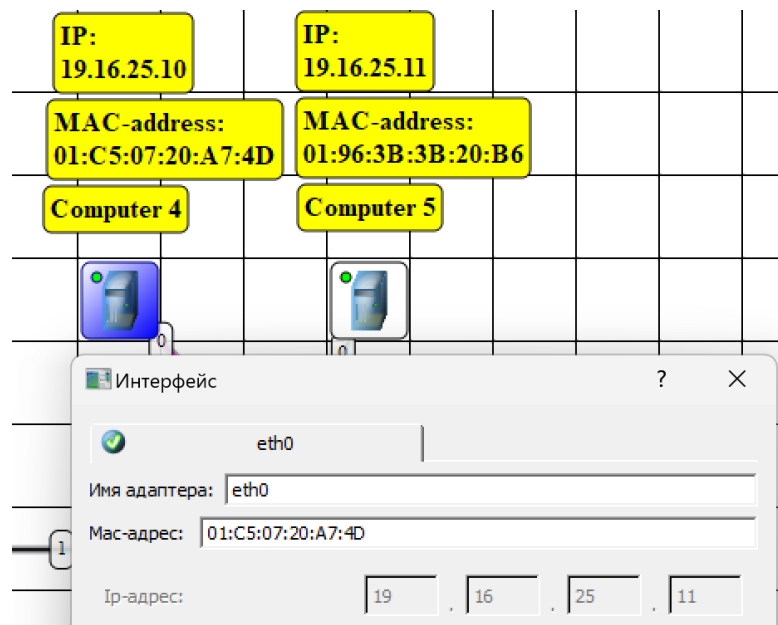 IP:
19.16.25.10
IP:
19.16.25.11
MAC-address:
01:C5:07:20:A7:4D
MAC-address:
01:96:3B:3B:20:B6
Computer 4
Computer 5
0
0
Интерфейс ? ×
eth0
Имя адаптера: eth0
Mac-адрес: 01:C5:07:20:A7:4D
1
Ip-адрес: 19 . 16 . 25 . 11